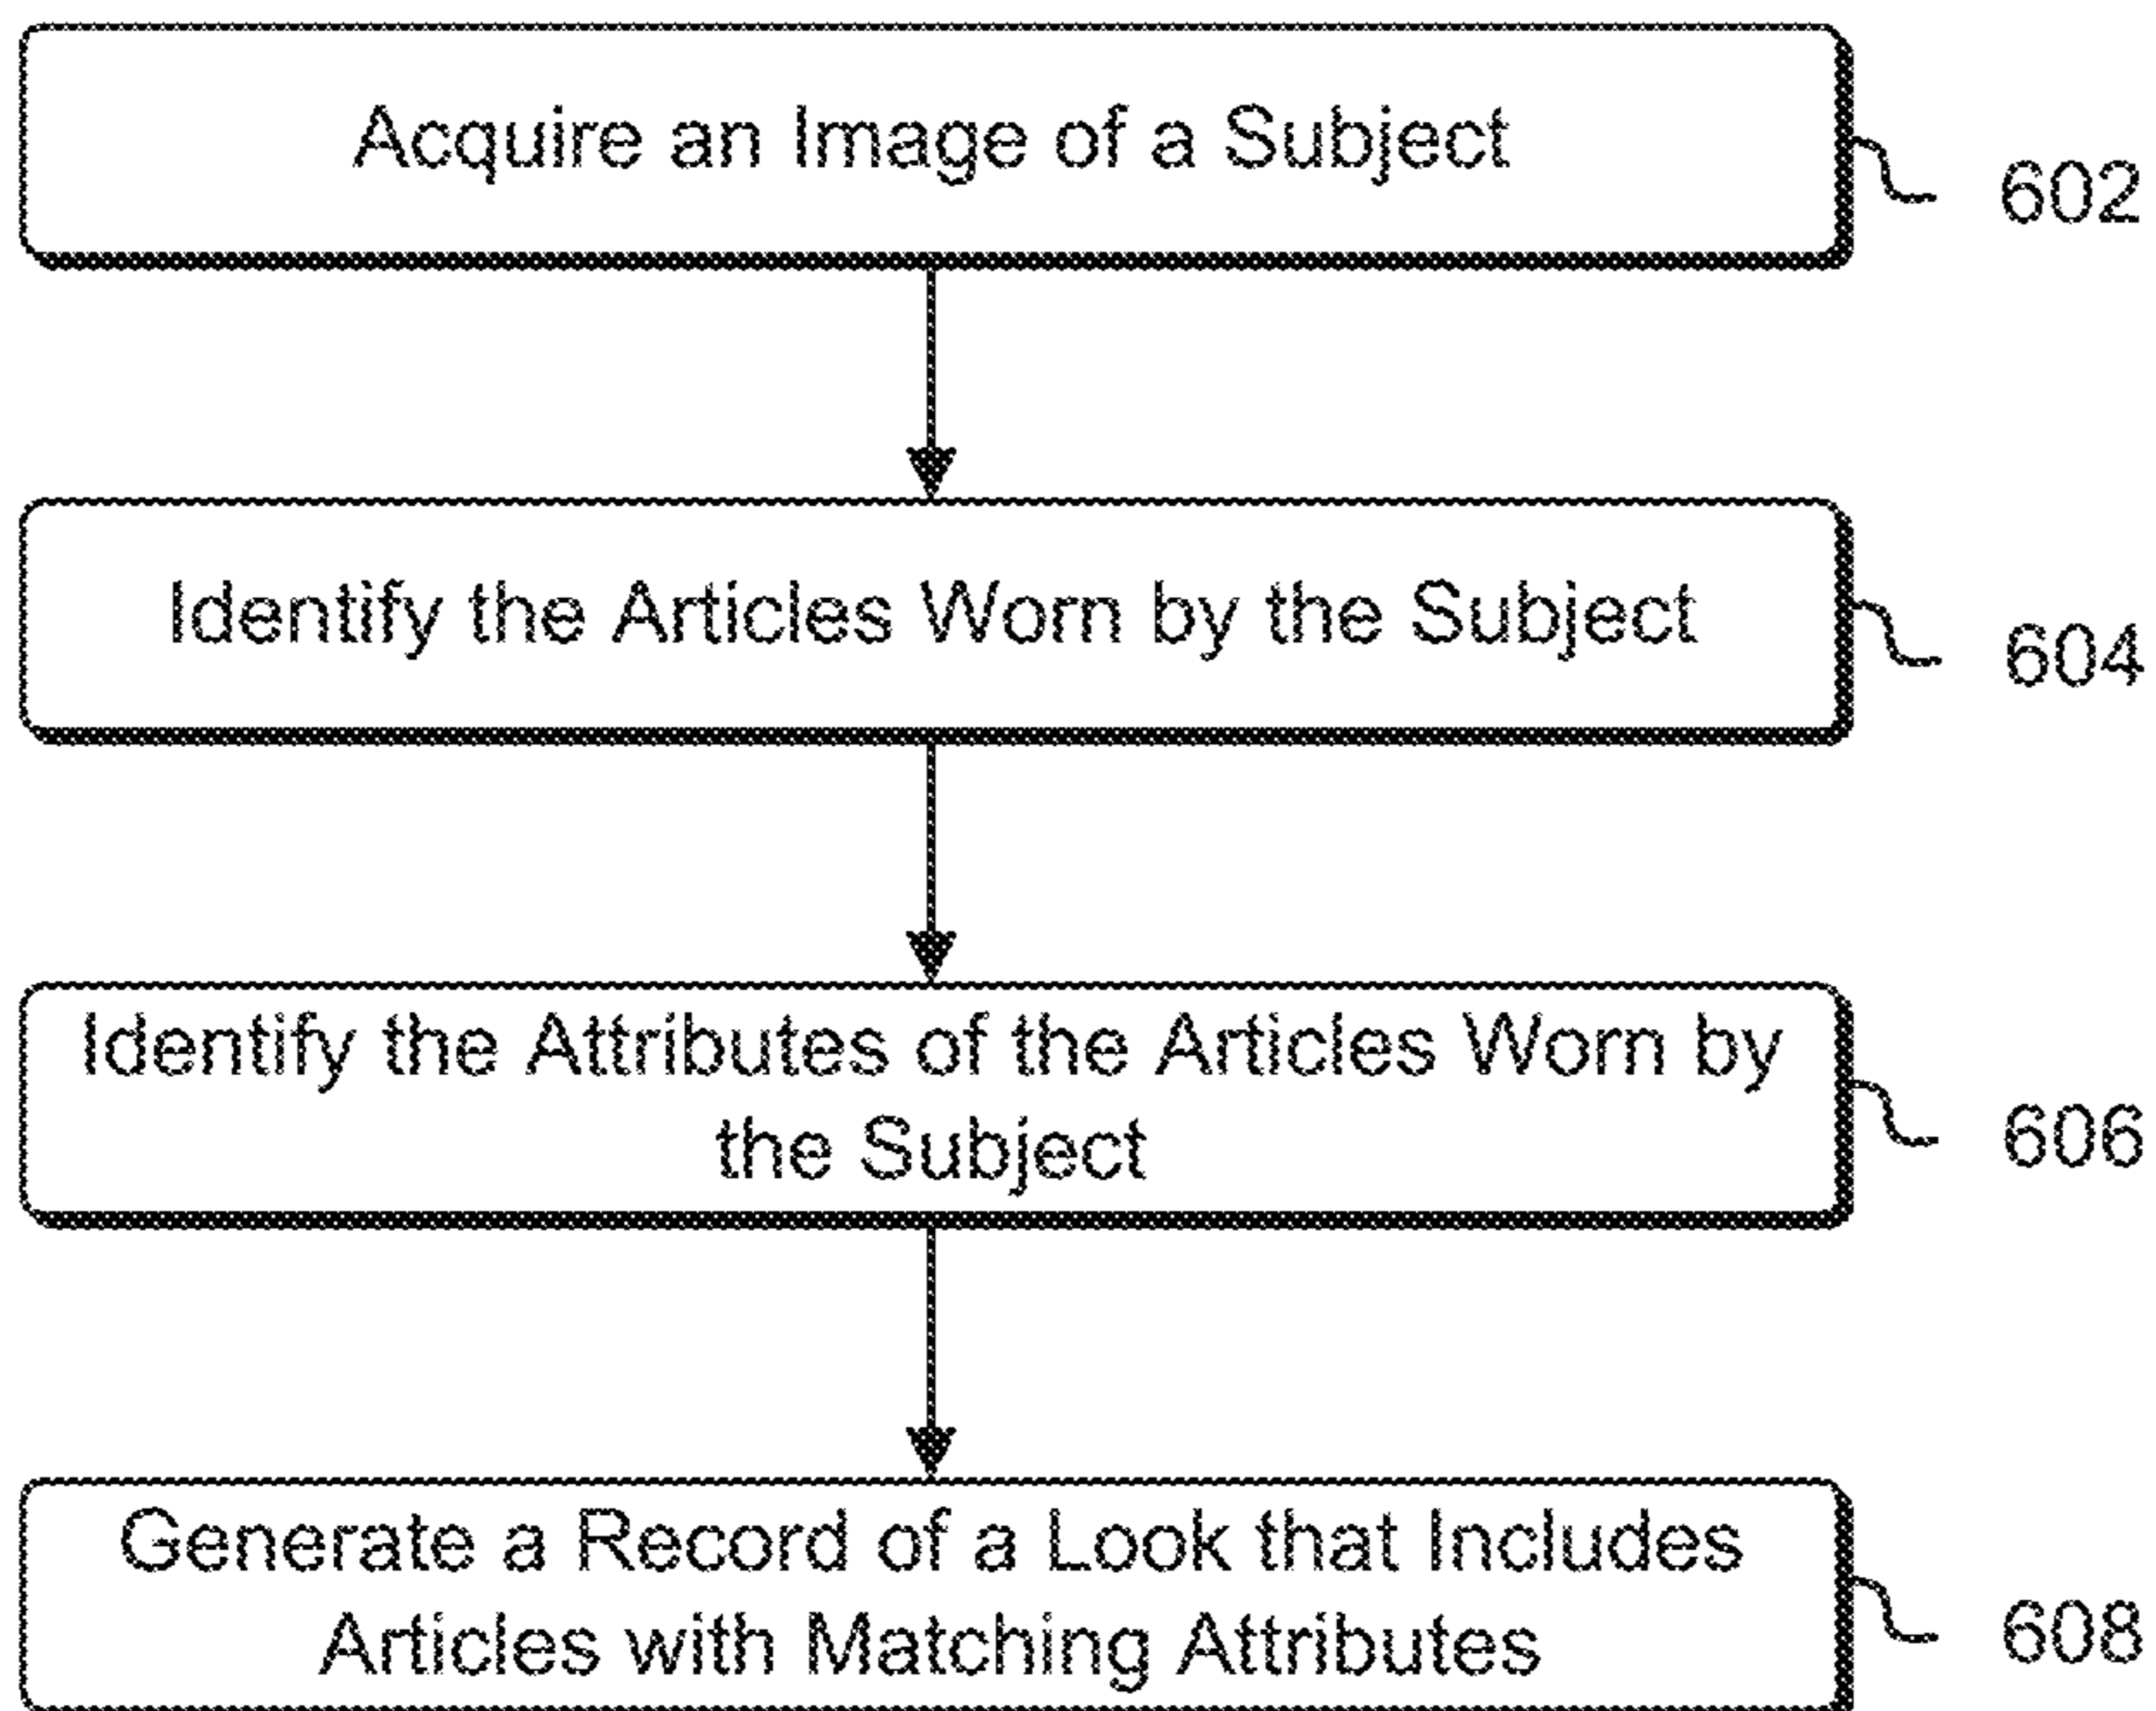 Acquire an Image of a Subject
602
Identify the Articles Worn by the Subject
604
Identify the Attributes of the Articles Worn by
the Subject
606
Generate a Record of a Look that Includes
Articles with Matching Attributes
608